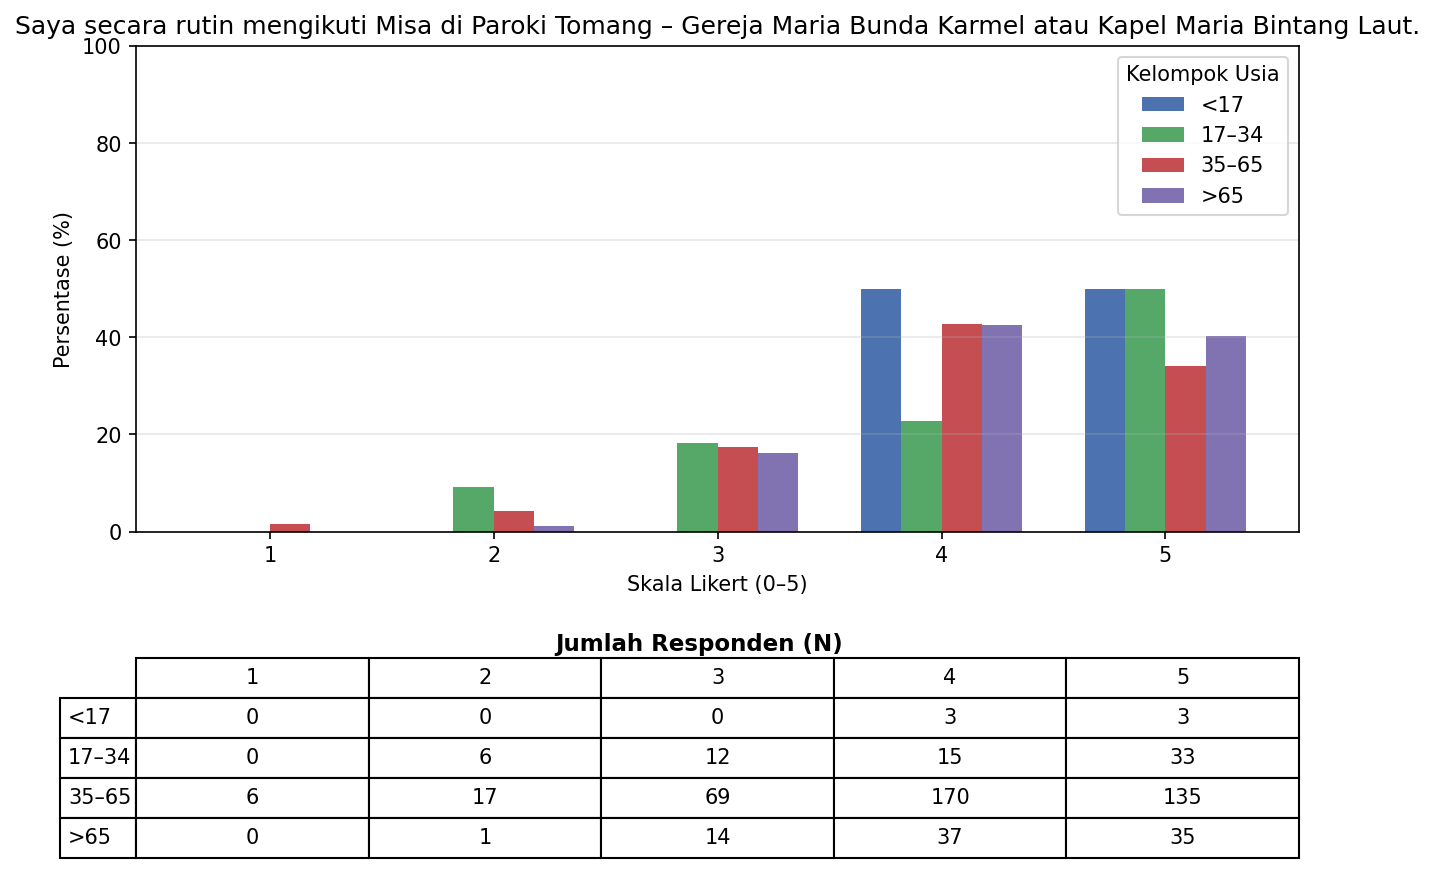 Saya secara rutin mengikuti Misa di Paroki Tomang – Gereja Maria Bunda Karmel atau Kapel Maria Bintang Laut.
100
80
60
40
20
0
Persentase (%)
Kelompok Usia
<17
17–34
35–65
>65
1 2 3 4 5
Skala Likert (0–5)
Jumlah Responden (N)
1 2 3 4 5
<17 0 0 0 3 3
17–34 0 6 12 15 33
35–65 6 17 69 170 135
>65 0 1 14 37 35